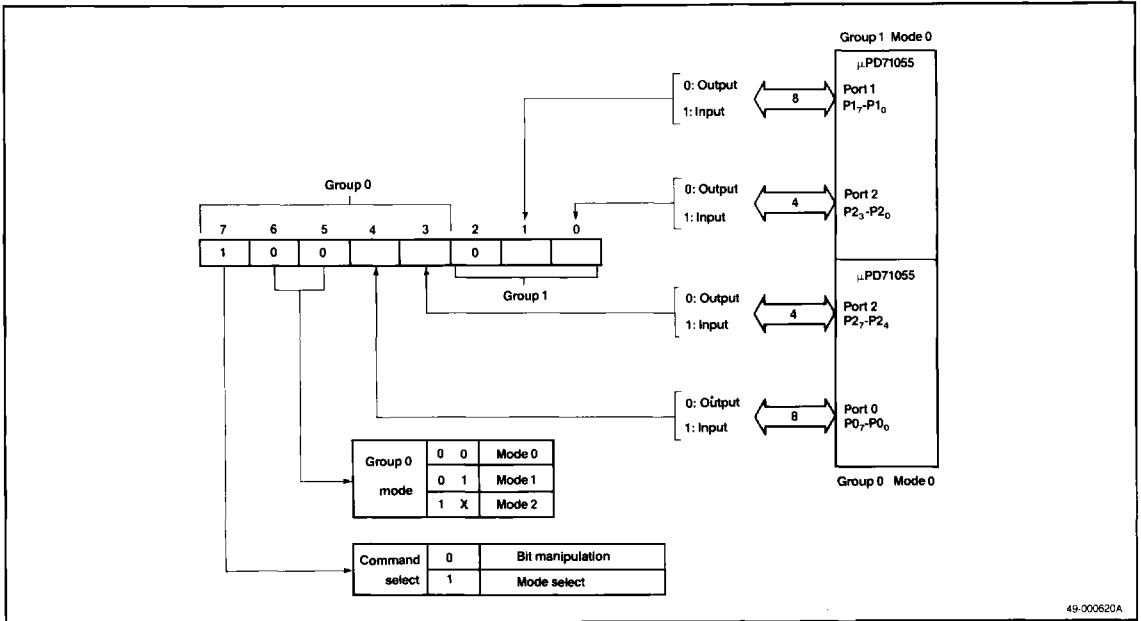 Group 1 Mode 0
μPD71055
0: Output
1: Input
8
Port 1
P1₇-P1₀
Group 0
0: Output
1: Input
4
Port 2
P2₃-P2₀
7 6 5 4 3 2 1 0
1 0 0 0
Group 1
μPD71055
0: Output
1: Input
4
Port 2
P2₇-P2₄
0: Output
1: Input
8
Port 0
P0₇-P0₀
Group 0 mode
0 0 Mode 0
0 1 Mode 1
1 X Mode 2
Group 0 Mode 0
Command select
0 Bit manipulation
1 Mode select
49-000620A